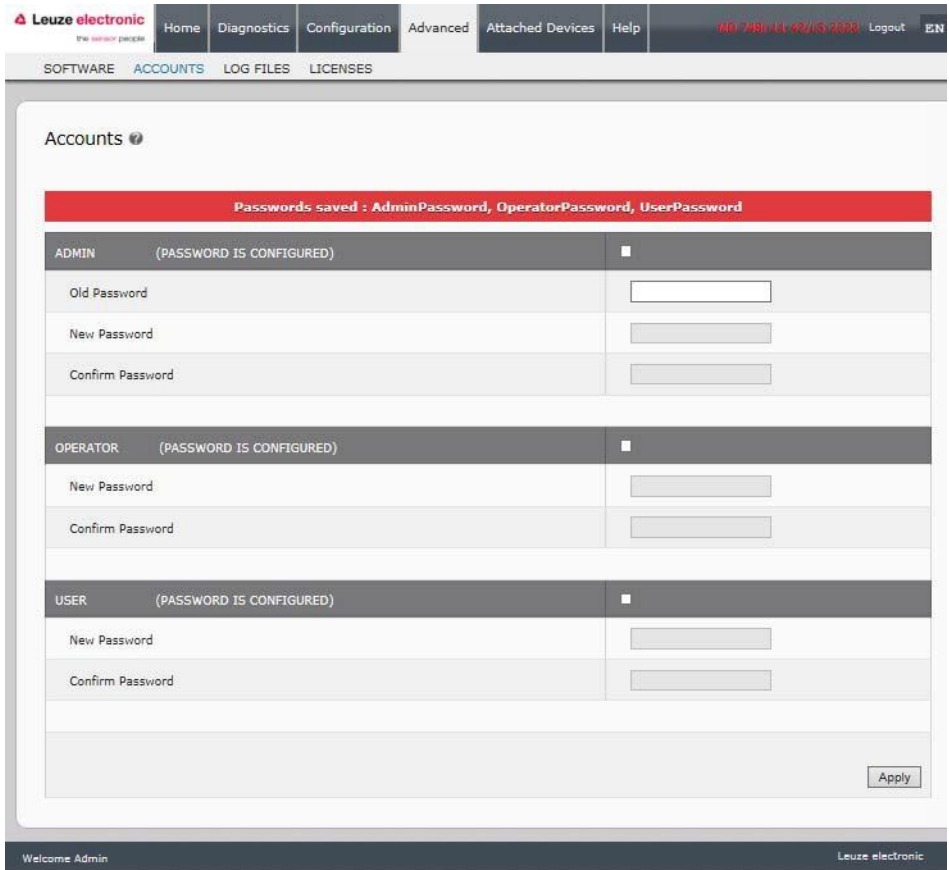 Leuze electronic
the sensor people
Home Diagnostics Configuration Advanced Attached Devices Help Logout EN
SOFTWARE ACCOUNTS LOG FILES LICENSES
Accounts ?
Passwords saved : AdminPassword, OperatorPassword, UserPassword
ADMIN (PASSWORD IS CONFIGURED)
Old Password
New Password
Confirm Password
OPERATOR (PASSWORD IS CONFIGURED)
New Password
Confirm Password
USER (PASSWORD IS CONFIGURED)
New Password
Confirm Password
Apply
Welcome Admin Leuze electronic